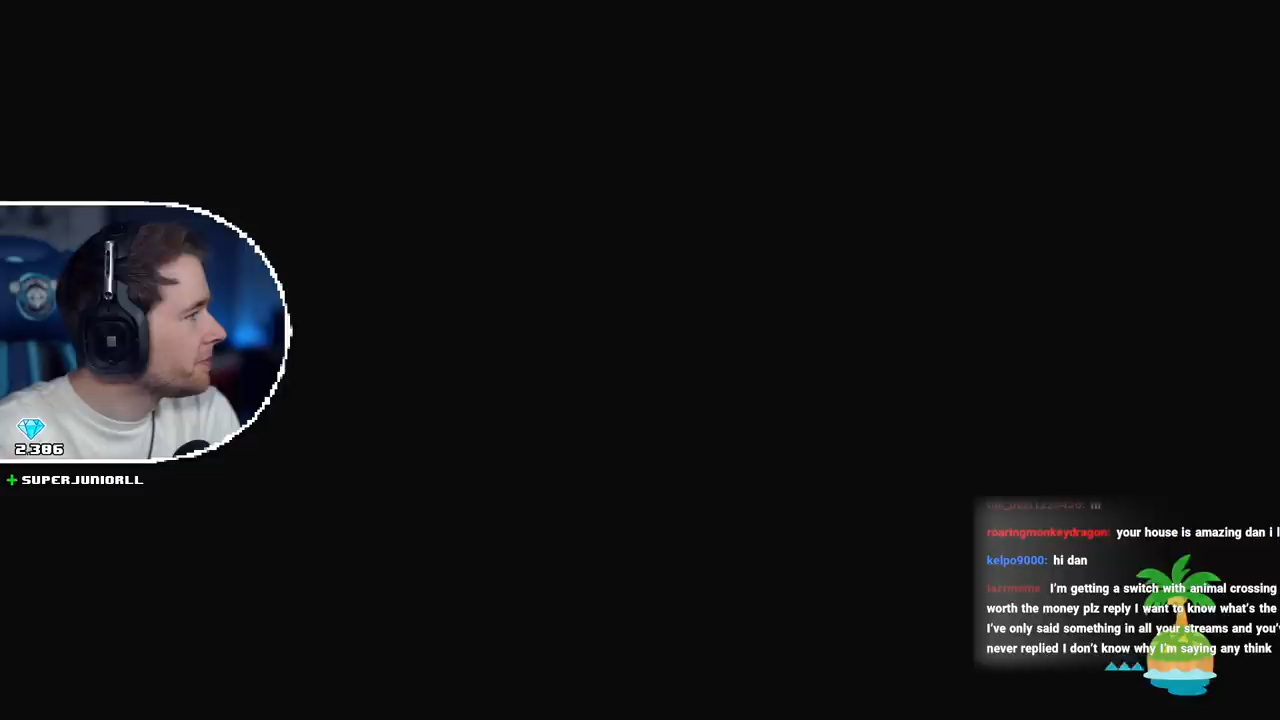 2,386
+ SUPERJUNIORLL
hi
roaringmonkeydragon: your house is amazing dan i l
kelpo9000: hi dan
I'm getting a switch with animal crossing
worth the money plz reply I want to know what's the
I've only said something in all your streams and you'
never replied I don't know why I'm saying any think